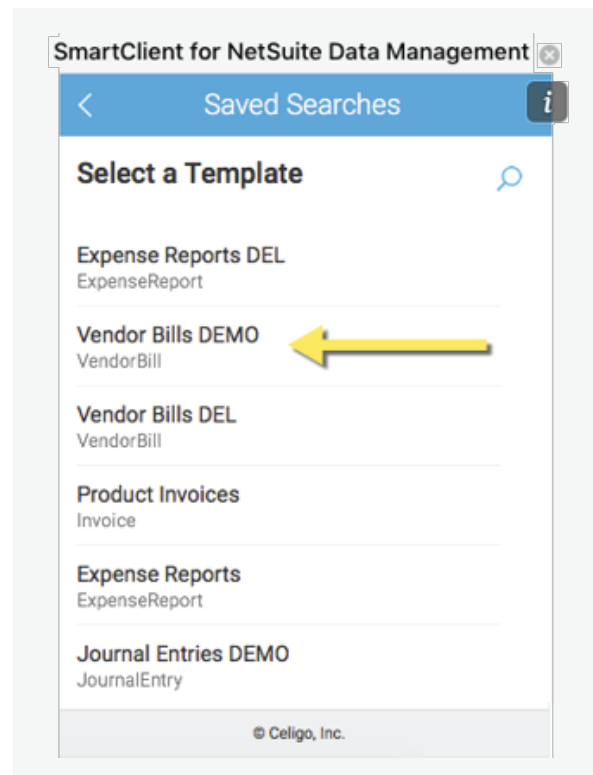 SmartClient for NetSuite Data Management
Saved Searches
i
Select a Template
Expense Reports DEL
ExpenseReport
Vendor Bills DEMO
VendorBill
Vendor Bills DEL
VendorBill
Product Invoices
Invoice
Expense Reports
ExpenseReport
Journal Entries DEMO
JournalEntry
© Celigo, Inc.